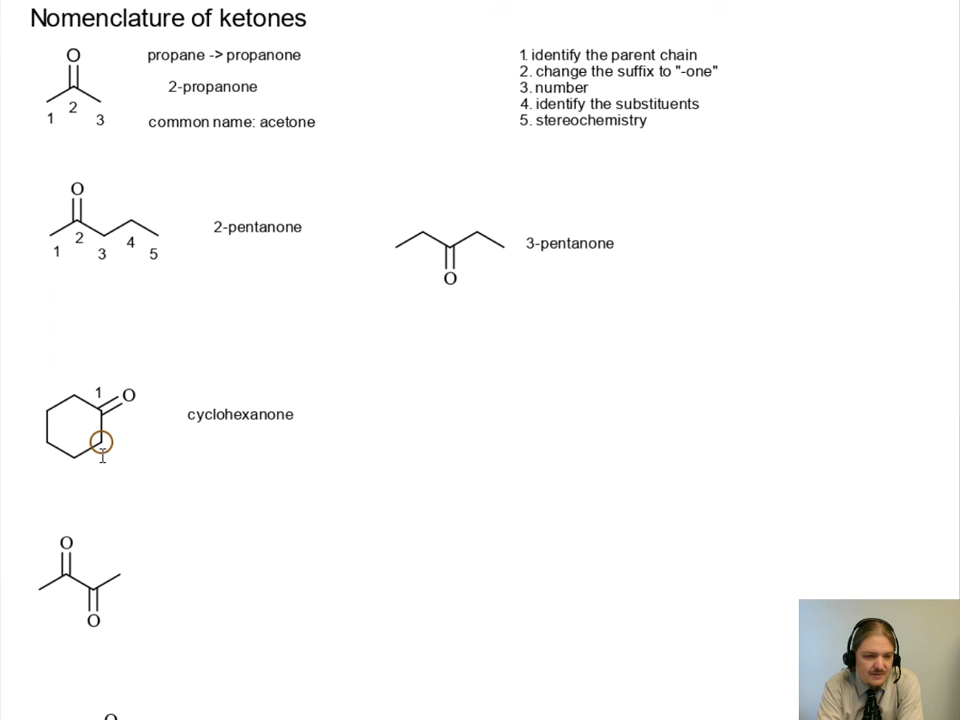 Nomenclature of ketones
O
propane -> propanone
2-propanone
common name: acetone
1 2 3
1. identify the parent chain
2. change the suffix to "-one"
3. number
4. identify the substituents
5. stereochemistry
O
1 2 3 4 5
2-pentanone
O
3-pentanone
1 O
cyclohexanone
O
O
O